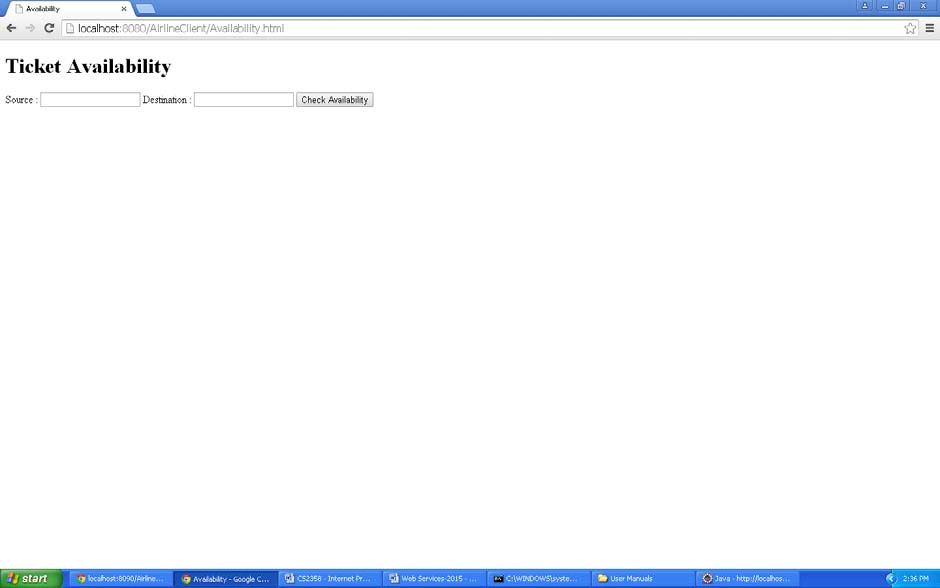 Availability
localhost:8080/AirlineClient/Availability.html
Ticket Availability
Source : Destination : Check Availability
start localhost:8090/Airline... Availability - Google C... CS2358 - Internet Pr... Web Services-2015 - ... C:\WINDOWS\syste... User Manuals Java - http://localhos... 2:36 PM